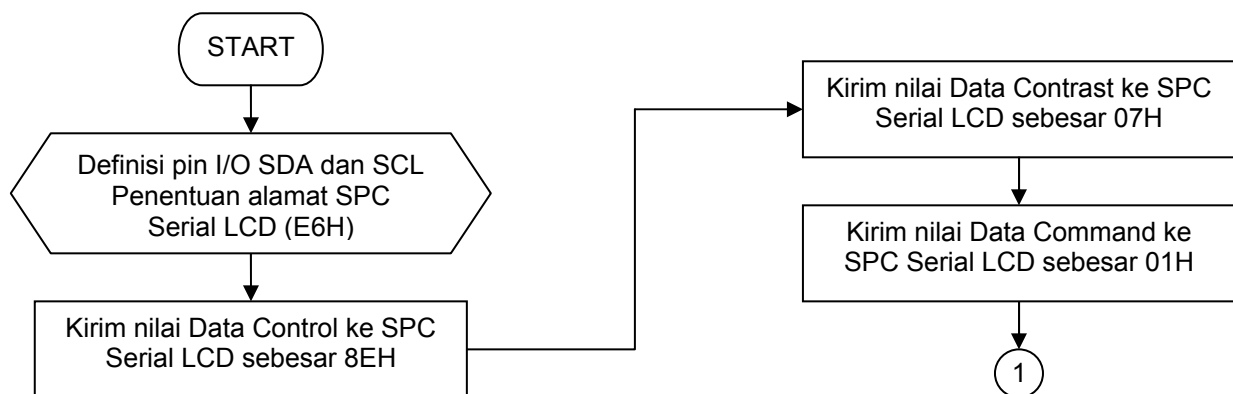 START
Definisi pin I/O SDA dan SCL
Penentuan alamat SPC
Serial LCD (E6H)
Kirim nilai Data Control ke SPC
Serial LCD sebesar 8EH
Kirim nilai Data Contrast ke SPC
Serial LCD sebesar 07H
Kirim nilai Data Command ke
SPC Serial LCD sebesar 01H
1